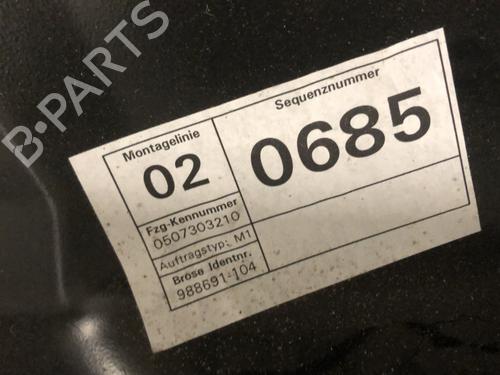 B-PARTS
Montagelinie
02
Sequenznummer
0685
Fzg-Kennummer
0507303210
Auftragstyp: M1
Brose Identnr.
988691-104